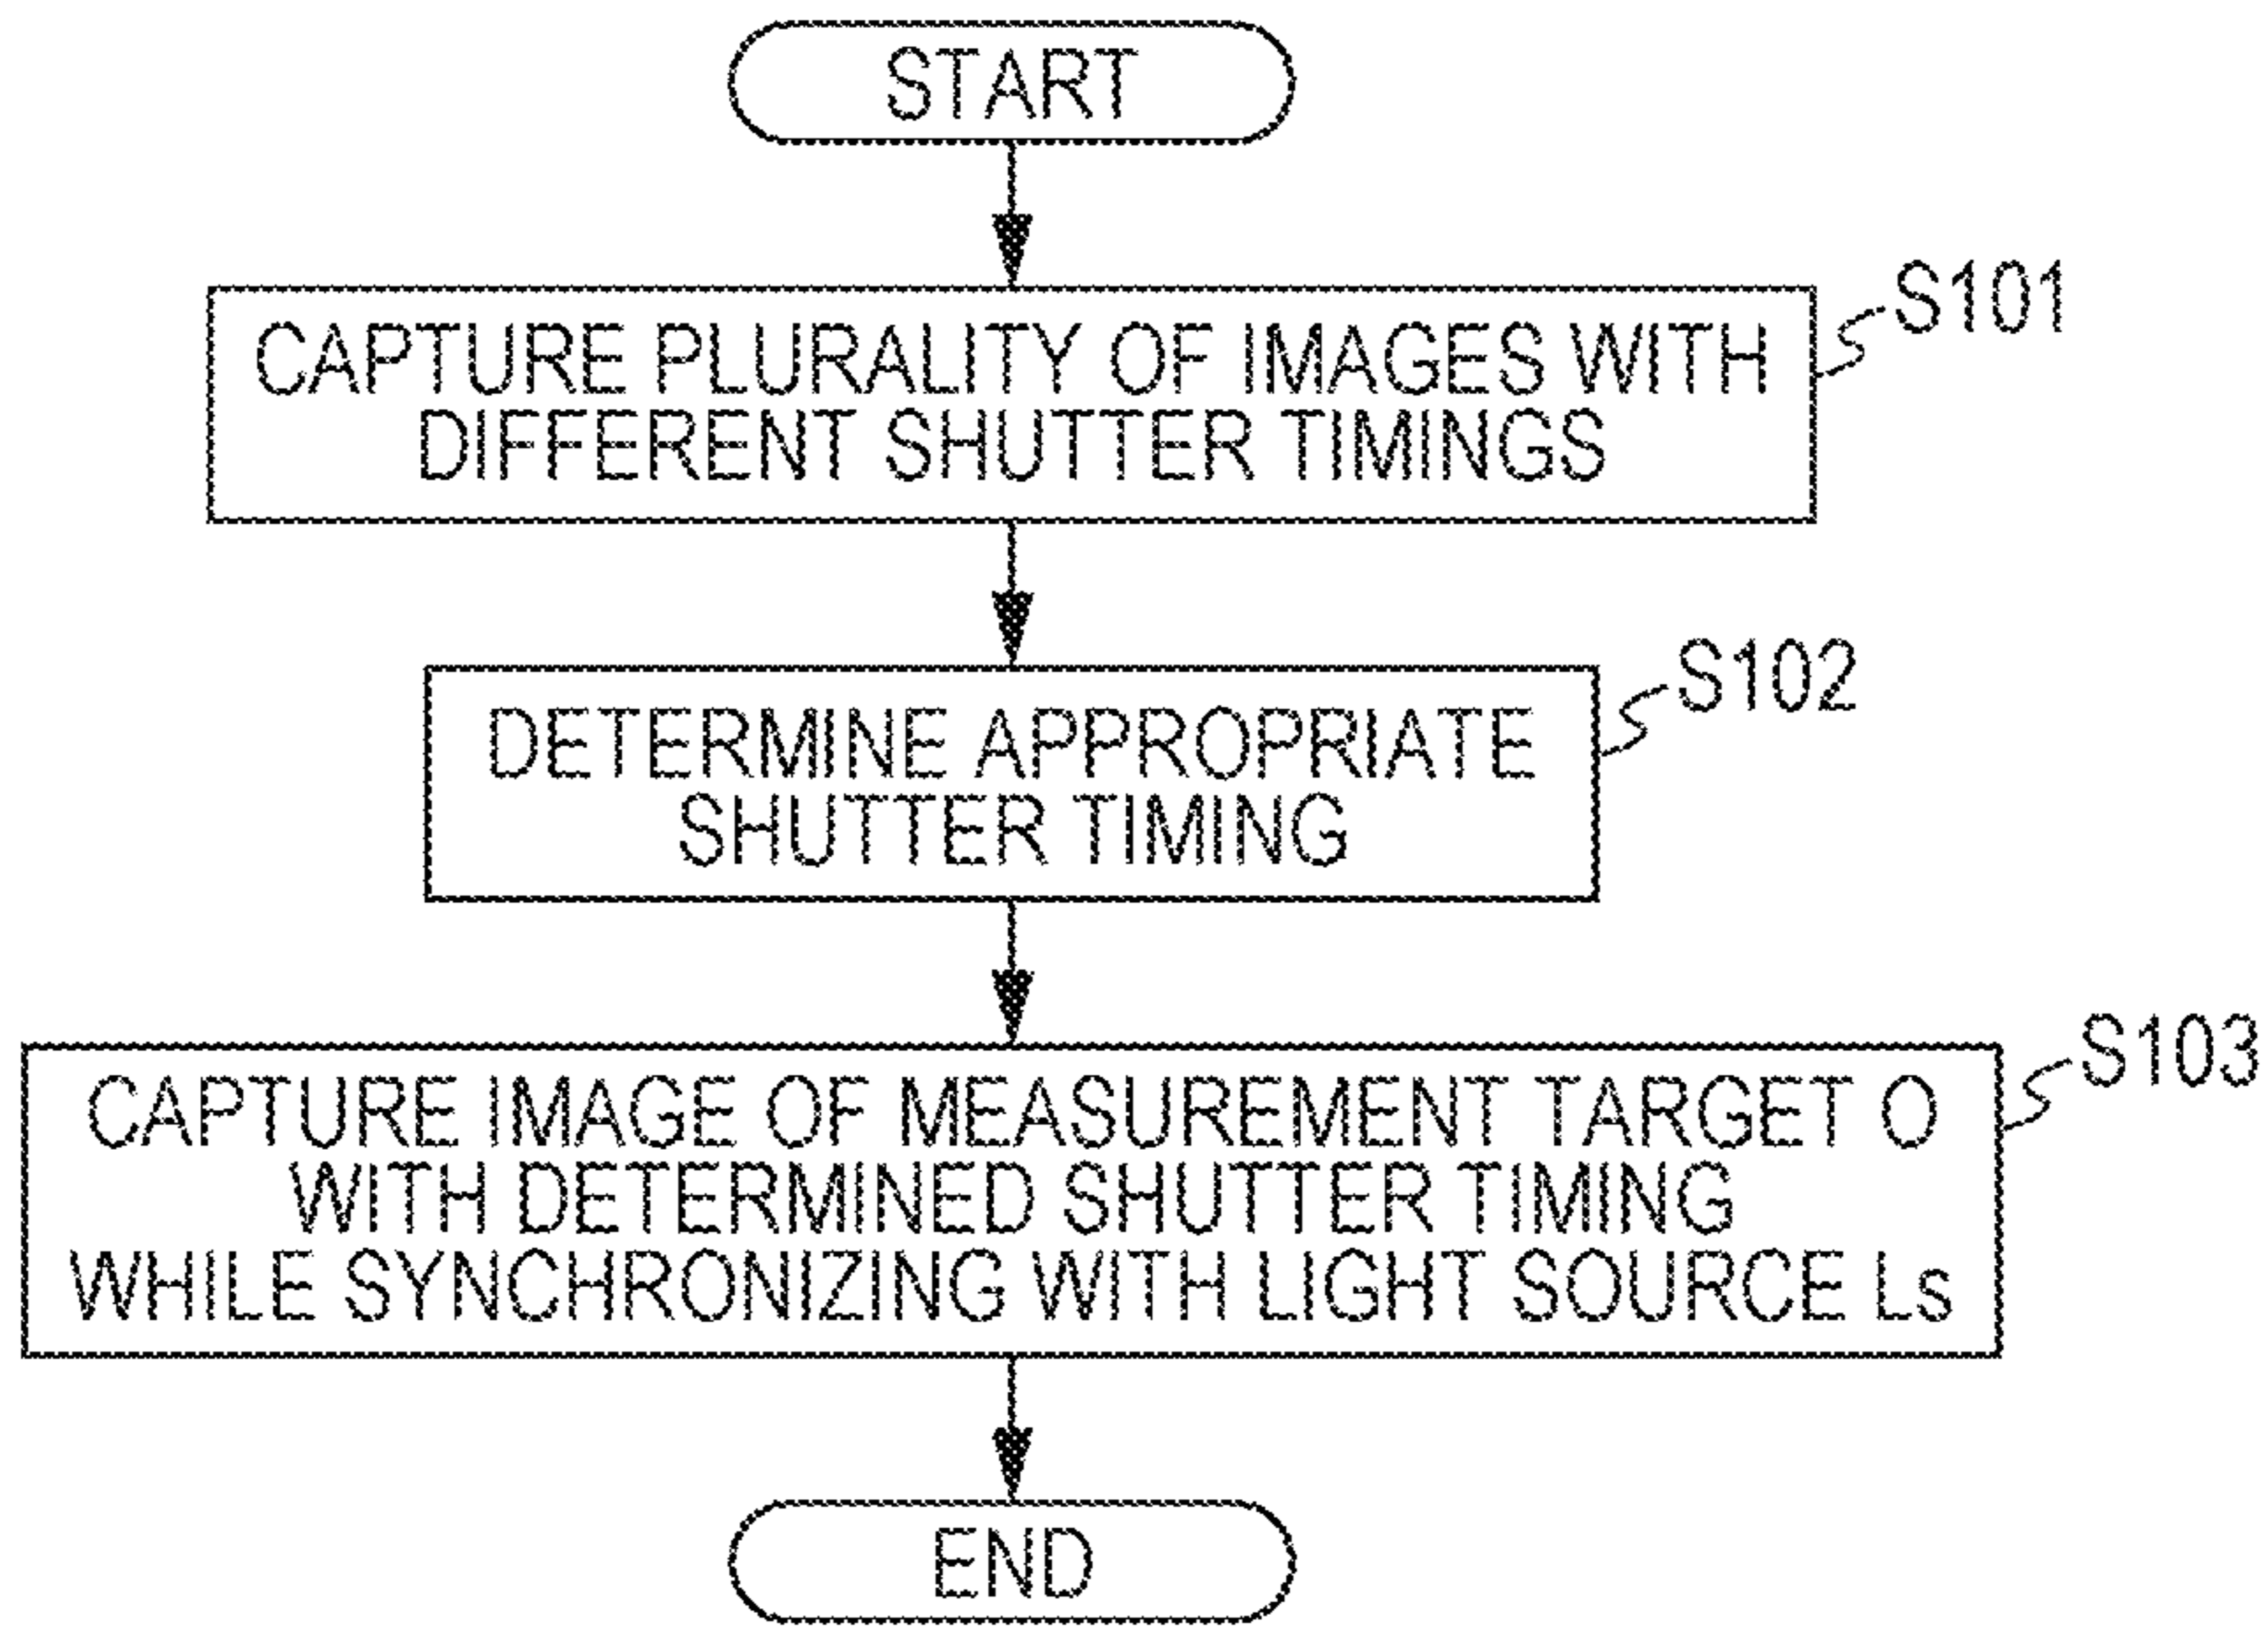 START
S101
CAPTURE PLURALITY OF IMAGES WITH
DIFFERENT SHUTTER TIMINGS
S102
DETERMINE APPROPRIATE
SHUTTER TIMING
S103
CAPTURE IMAGE OF MEASUREMENT TARGET O
WITH DETERMINED SHUTTER TIMING
WHILE SYNCHRONIZING WITH LIGHT SOURCE Ls
END